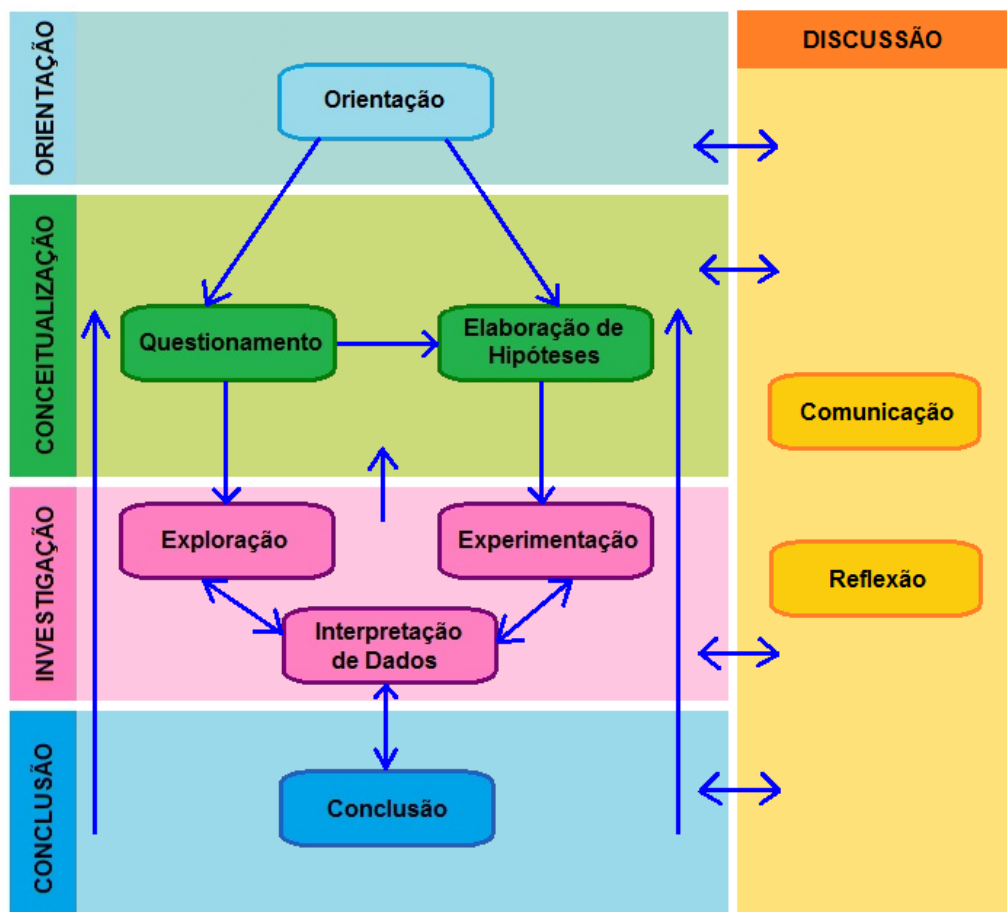 ORIENTAÇÃO
Orientação
CONCEITUALIZAÇÃO
Questionamento
Elaboração de
Hipóteses
INVESTIGAÇÃO
Exploração
Experimentação
Interpretação
de Dados
CONCLUSÃO
Conclusão
DISCUSSÃO
Comunicação
Reflexão